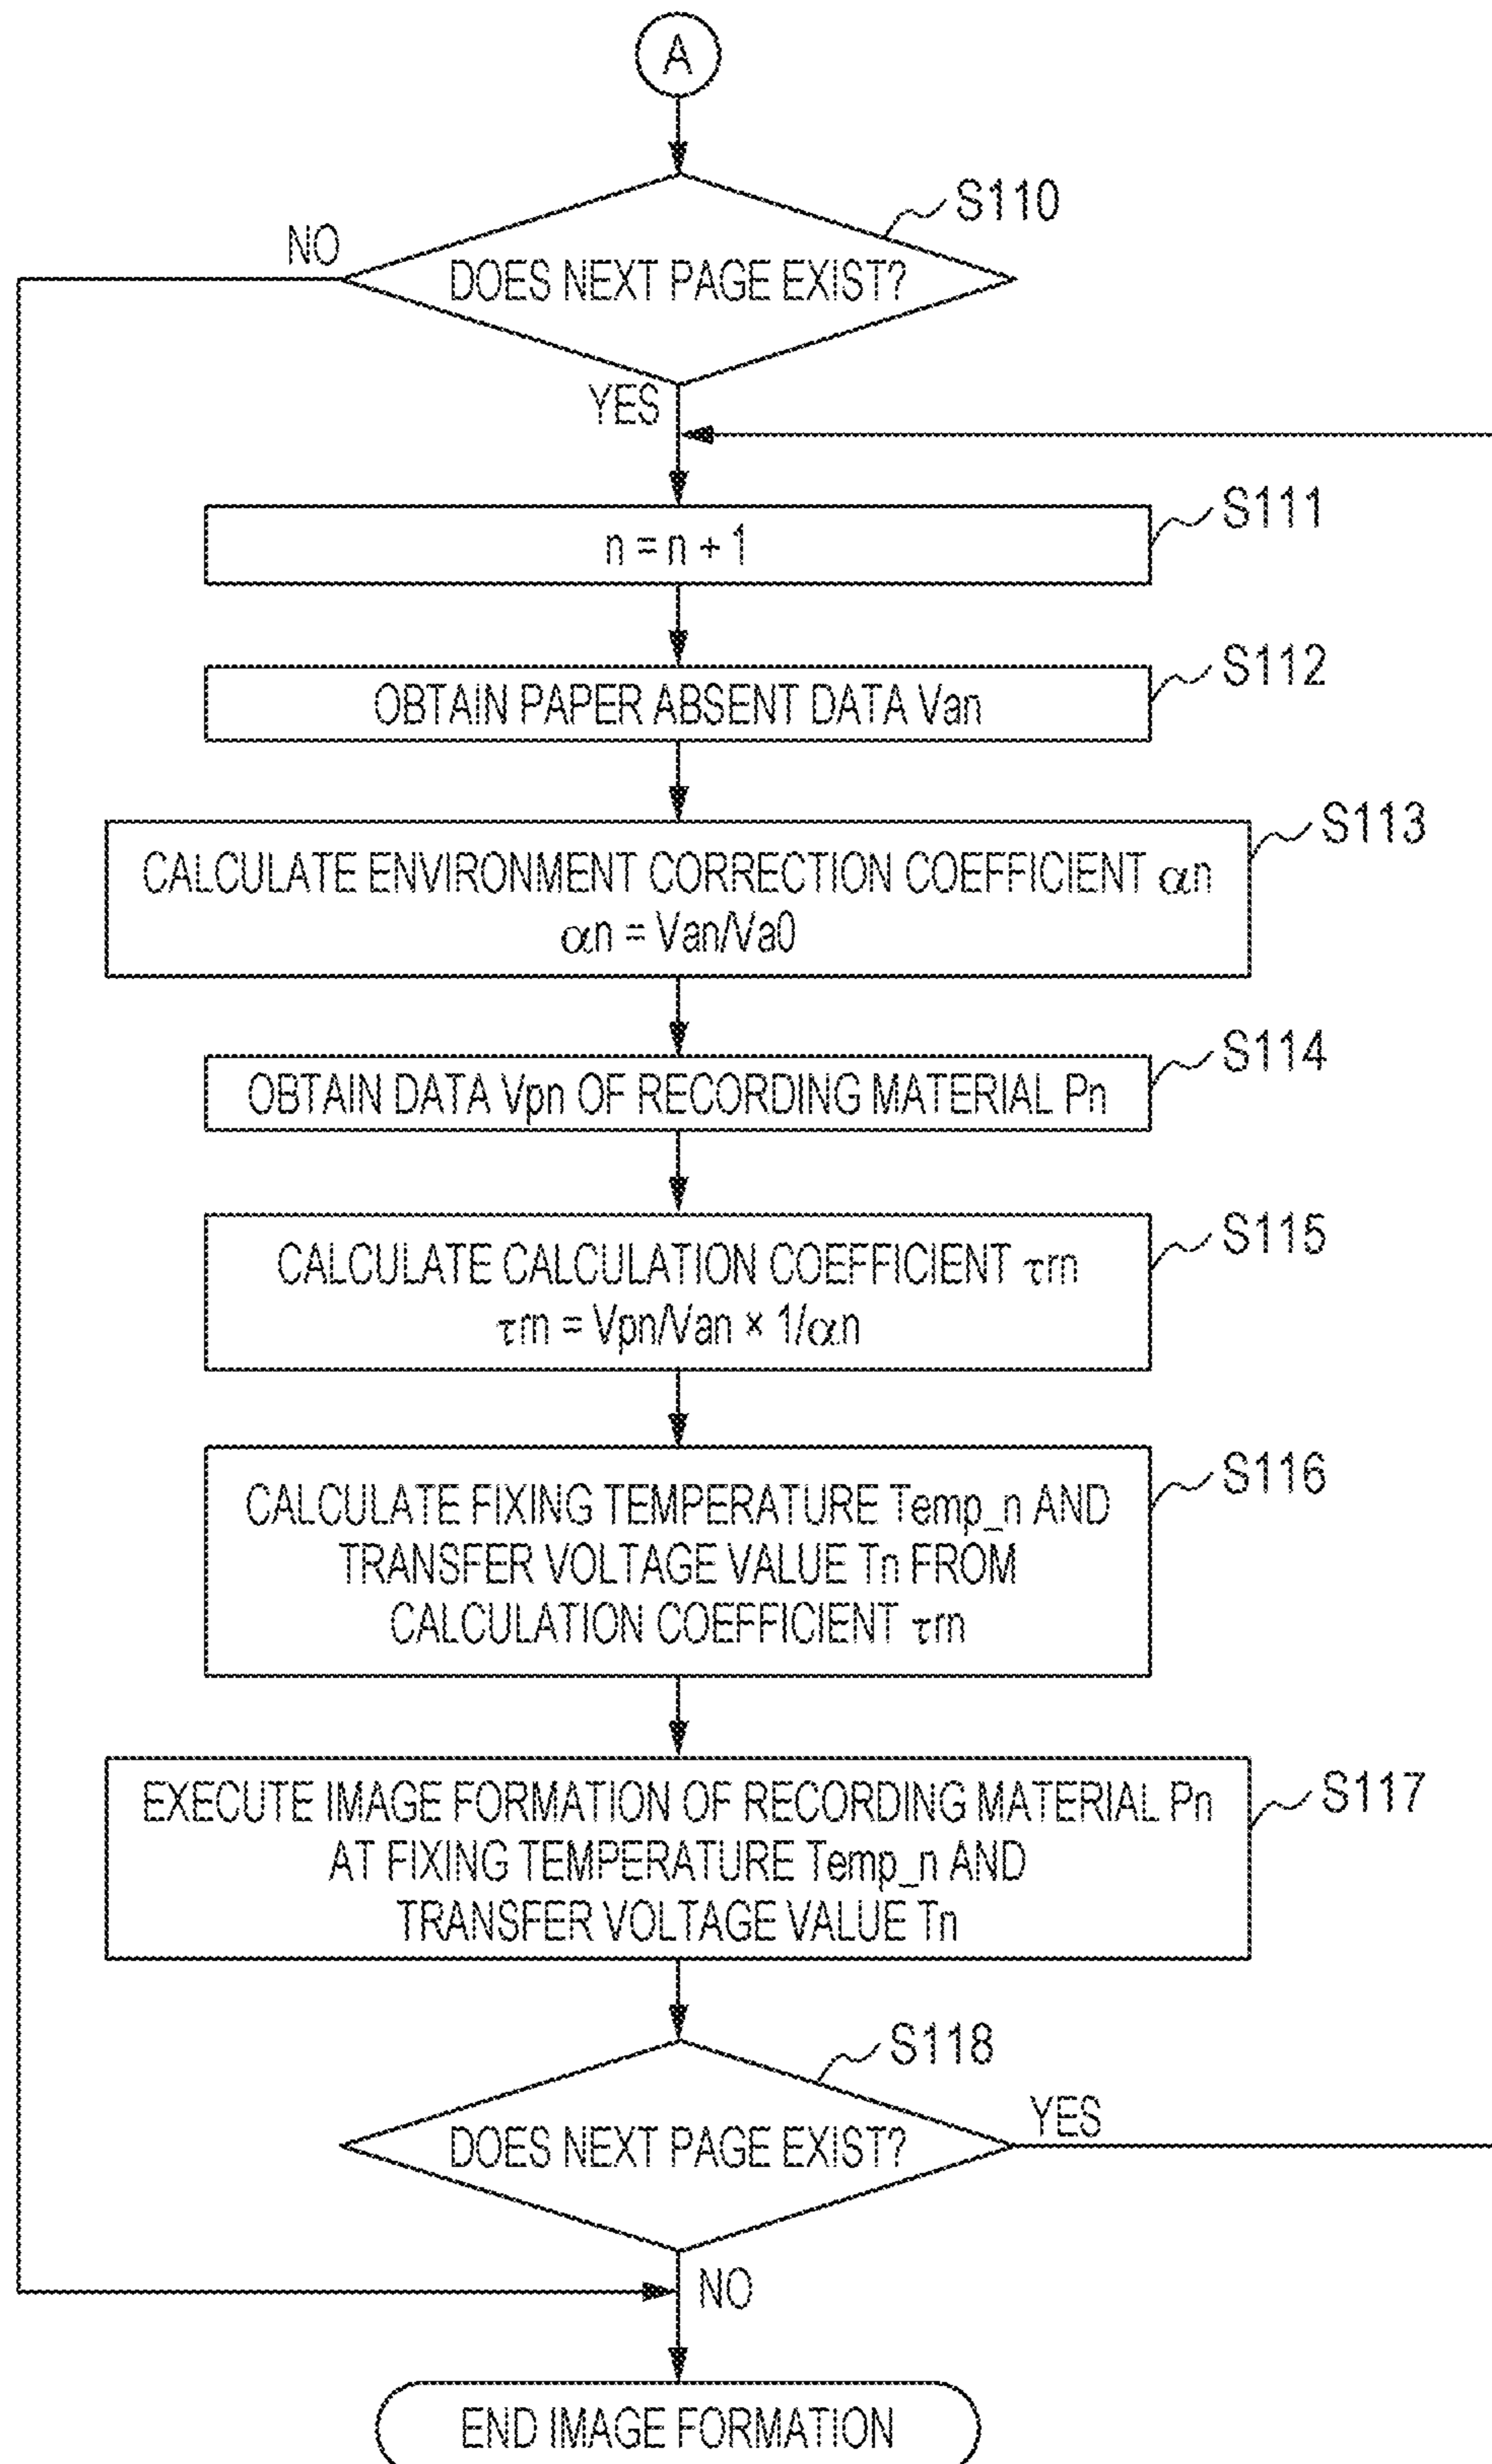 A
S110
NO
DOES NEXT PAGE EXIST?
YES
S111
n = n + 1
S112
OBTAIN PAPER ABSENT DATA Van
S113
CALCULATE ENVIRONMENT CORRECTION COEFFICIENT αn
αn = Van/Va0
S114
OBTAIN DATA Vpn OF RECORDING MATERIAL Pn
S115
CALCULATE CALCULATION COEFFICIENT τrn
τrn = Vpn/Van × 1/αn
S116
CALCULATE FIXING TEMPERATURE Temp_n AND
TRANSFER VOLTAGE VALUE Tn FROM
CALCULATION COEFFICIENT τrn
S117
EXECUTE IMAGE FORMATION OF RECORDING MATERIAL Pn
AT FIXING TEMPERATURE Temp_n AND
TRANSFER VOLTAGE VALUE Tn
S118
DOES NEXT PAGE EXIST?
YES
NO
END IMAGE FORMATION